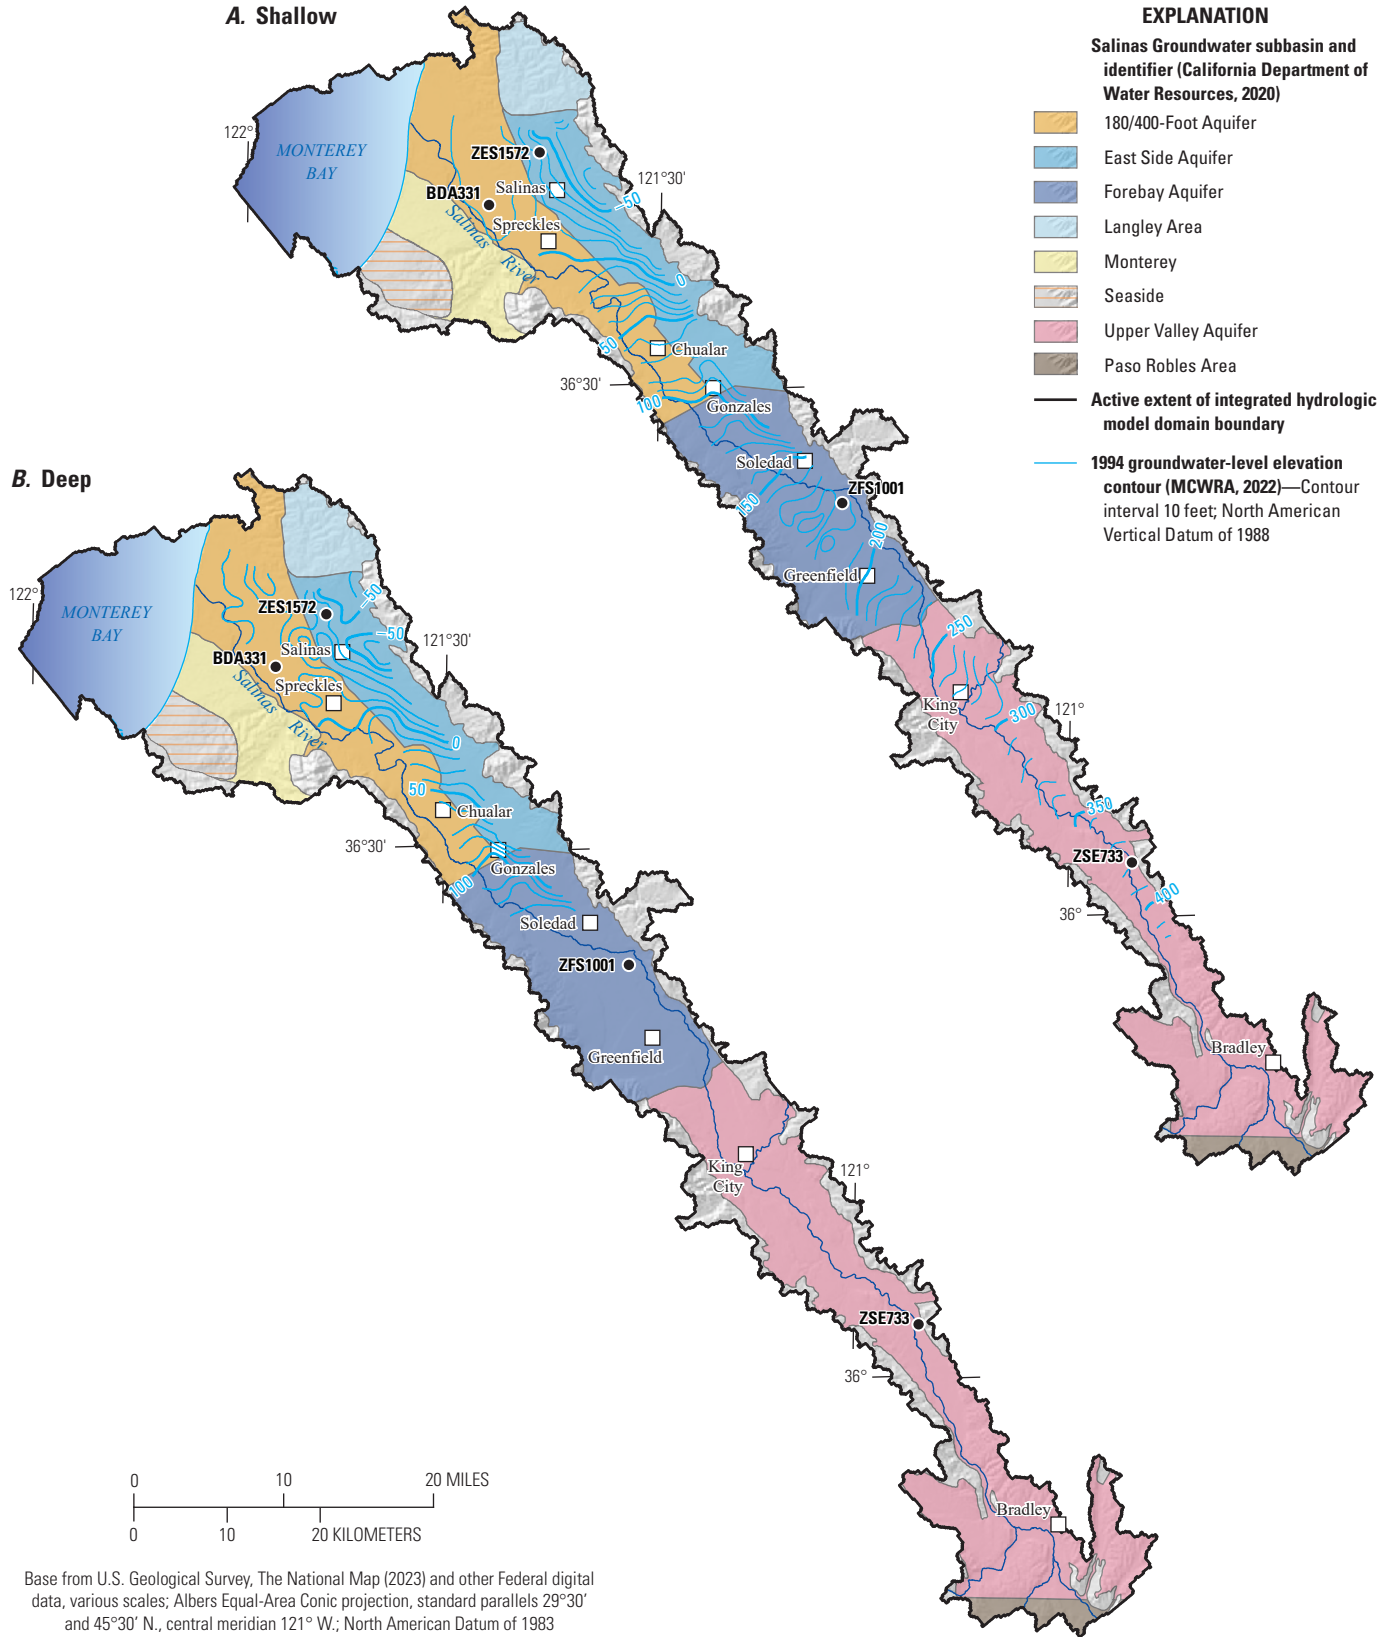 A. Shallow
122°
MONTEREY
BAY
ZES1572
Salinas
BDA331
Spreckles
Salinas
River
121°30'
–50
0
50
Chualar
36°30'
100
Gonzales
Soledad
150
ZFS1001
200
Greenfield
250
King
City
300
121°
350
ZSE733
36°
400
Bradley
EXPLANATION
Salinas Groundwater subbasin and
identifier (California Department of
Water Resources, 2020)
180/400-Foot Aquifer
East Side Aquifer
Forebay Aquifer
Langley Area
Monterey
Seaside
Upper Valley Aquifer
Paso Robles Area
Active extent of integrated hydrologic
model domain boundary
1994 groundwater-level elevation
contour (MCWRA, 2022)—Contour
interval 10 feet; North American
Vertical Datum of 1988
B. Deep
122°
MONTEREY
BAY
–50
ZES1572
–50
121°30'
Salinas
BDA331
Spreckles
Salinas
River
0
50
Chualar
36°30'
Gonzales
100
Soledad
ZFS1001
Greenfield
King
City
121°
ZSE733
36°
Bradley
0 10 20 MILES
0 10 20 KILOMETERS
Base from U.S. Geological Survey, The National Map (2023) and other Federal digital
data, various scales; Albers Equal-Area Conic projection, standard parallels 29°30'
and 45°30' N., central meridian 121° W.; North American Datum of 1983